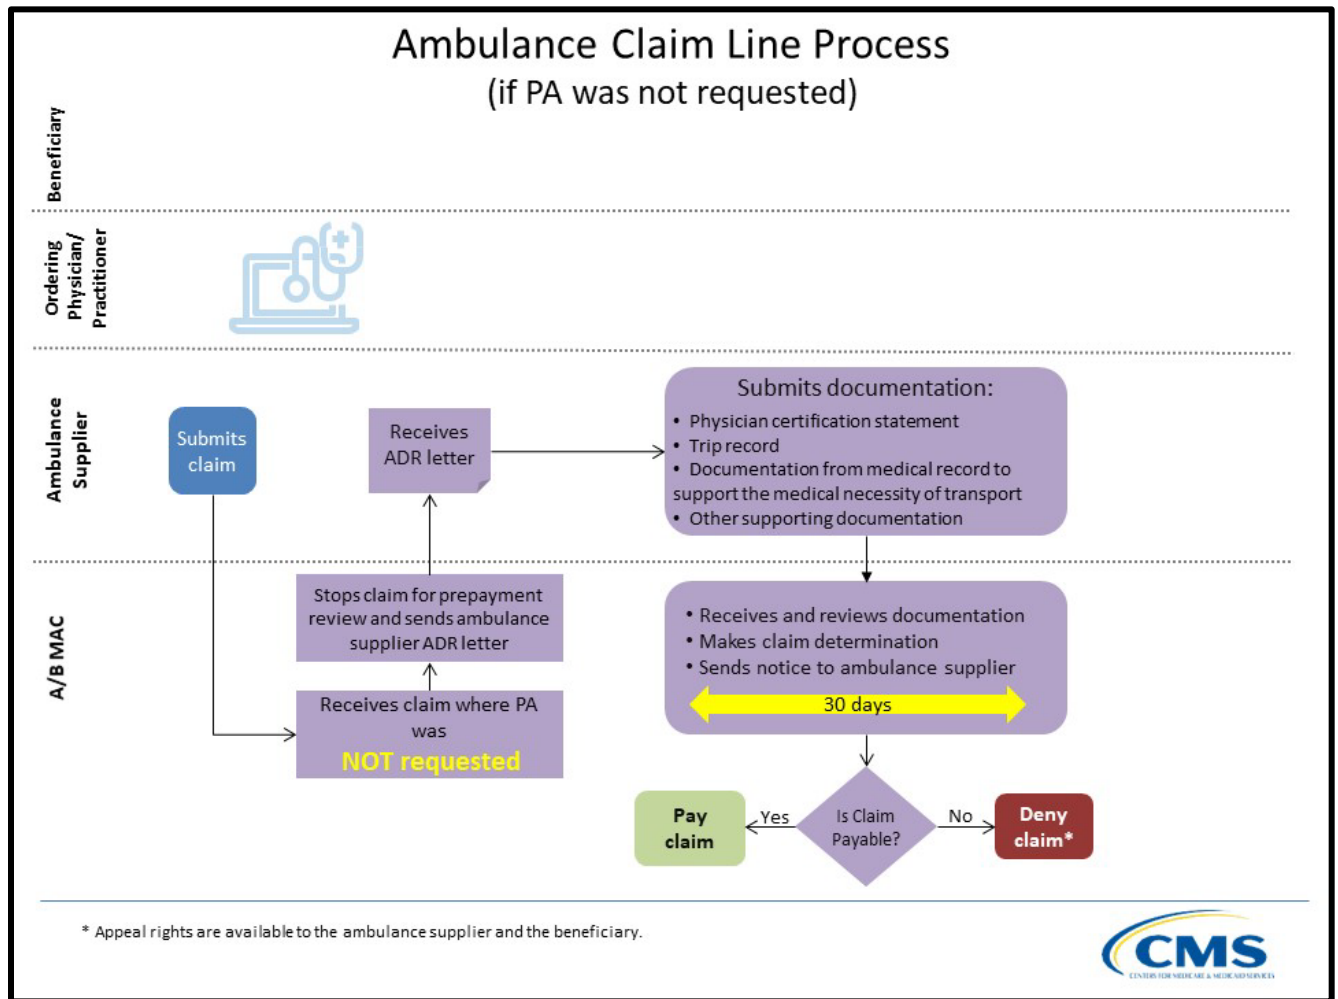 Ambulance Claim Line Process
(if PA was not requested)
Beneficiary
Ordering
Physician/
Practitioner
Ambulance
Supplier
Submits
claim
Receives
ADR letter
Submits documentation:
• Physician certification statement
• Trip record
• Documentation from medical record to
support the medical necessity of transport
• Other supporting documentation
A/B MAC
Stops claim for prepayment
review and sends ambulance
supplier ADR letter
Receives claim where PA
was
NOT requested
• Receives and reviews documentation
• Makes claim determination
• Sends notice to ambulance supplier
30 days
Pay
claim
Yes
Is Claim
Payable?
No
Deny
claim*
* Appeal rights are available to the ambulance supplier and the beneficiary.
CMS
CENTERS FOR MEDICARE & MEDICAID SERVICES